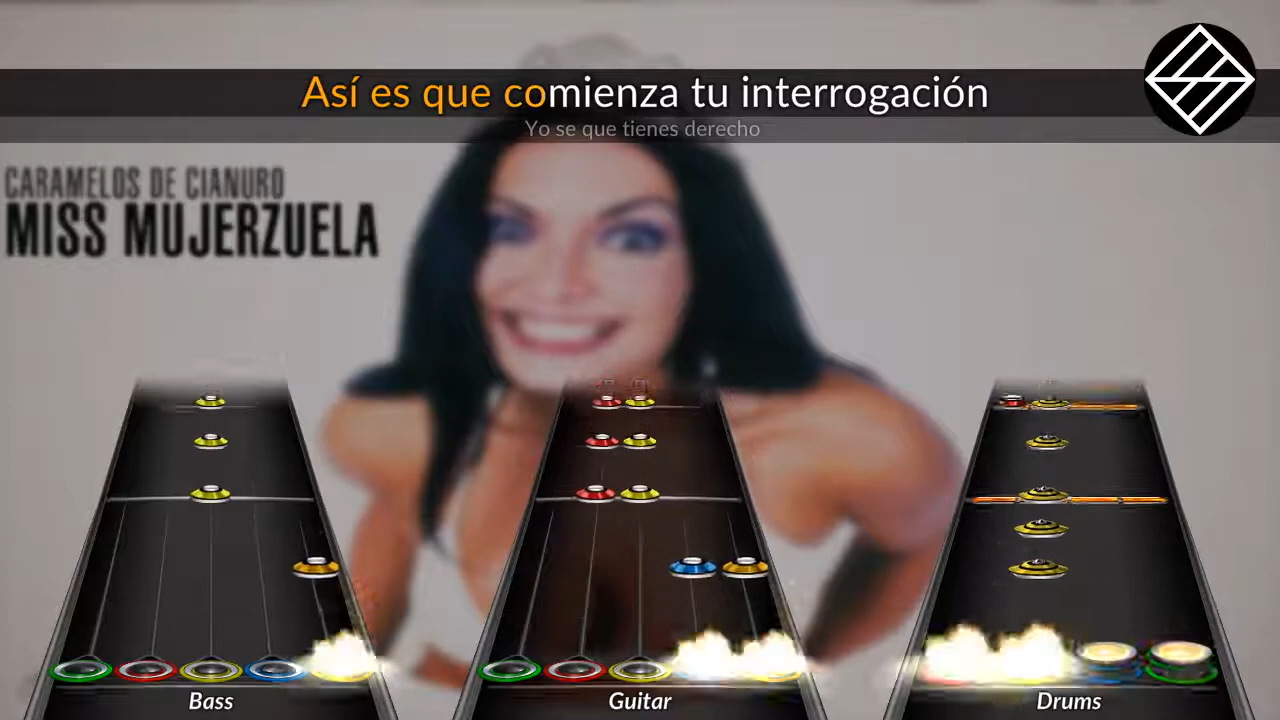 Así es que comienza tu interrogación
Yo se que tienes derecho
CARAMELOS DE CIANURO
MISS MUJERZUELA
Bass
Guitar
Drums